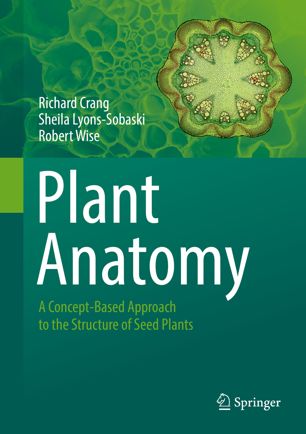 Richard Crang
Sheila Lyons-Sobaski
Robert Wise
Plant
Anatomy
A Concept-Based Approach
to the Structure of Seed Plants
Springer